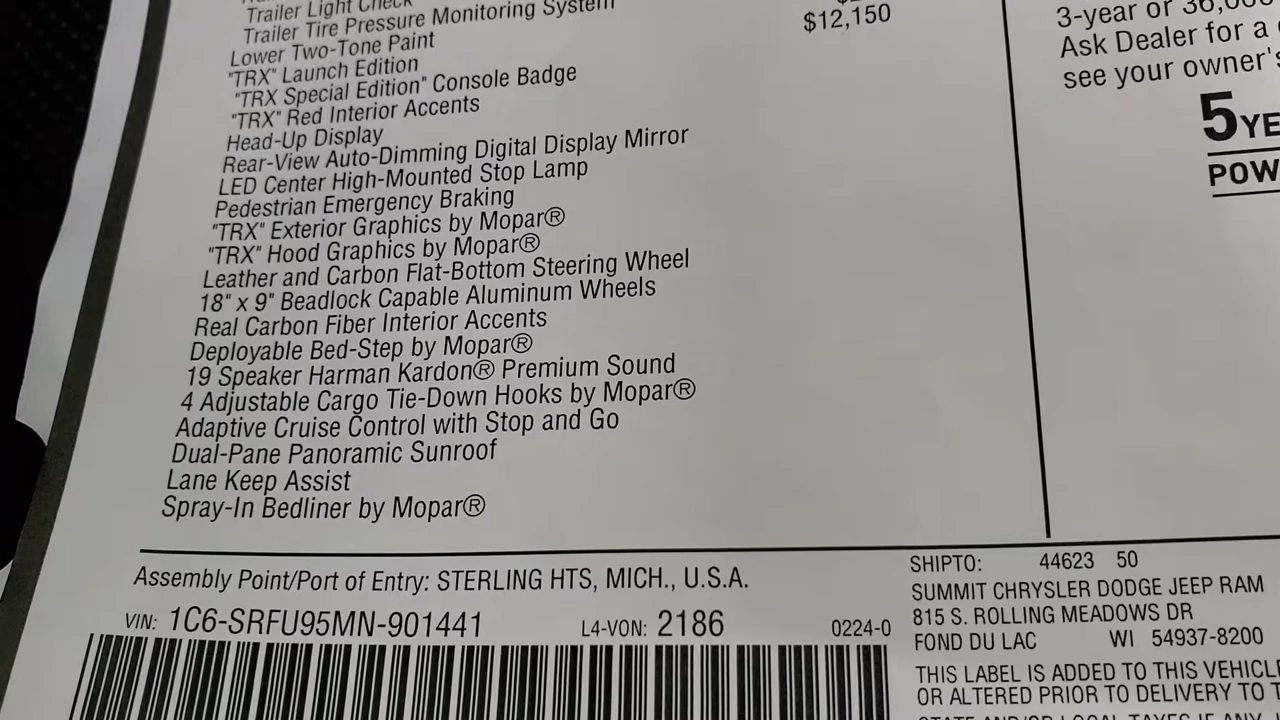 Trailer Light Check
Trailer Tire Pressure Monitoring System
$12,150
Lower Two-Tone Paint
"TRX" Launch Edition
"TRX Special Edition" Console Badge
"TRX" Red Interior Accents
Head-Up Display
Rear-View Auto-Dimming Digital Display Mirror
LED Center High-Mounted Stop Lamp
Pedestrian Emergency Braking
"TRX" Exterior Graphics by Mopar®
"TRX" Hood Graphics by Mopar®
Leather and Carbon Flat-Bottom Steering Wheel
18" x 9" Beadlock Capable Aluminum Wheels
Real Carbon Fiber Interior Accents
Deployable Bed-Step by Mopar®
19 Speaker Harman Kardon® Premium Sound
4 Adjustable Cargo Tie-Down Hooks by Mopar®
Adaptive Cruise Control with Stop and Go
Dual-Pane Panoramic Sunroof
Lane Keep Assist
Spray-In Bedliner by Mopar®
3-year or 36,000
Ask Dealer for a
see your owner's
5 YE
POW
Assembly Point/Port of Entry: STERLING HTS, MICH., U.S.A.
VIN: 1C6-SRFU95MN-901441 L4-VON: 2186 0224-0
SHIPTO: 44623 50
SUMMIT CHRYSLER DODGE JEEP RAM
815 S. ROLLING MEADOWS DR
FOND DU LAC WI 54937-8200
THIS LABEL IS ADDED TO THIS VEHICLE
OR ALTERED PRIOR TO DELIVERY TO T